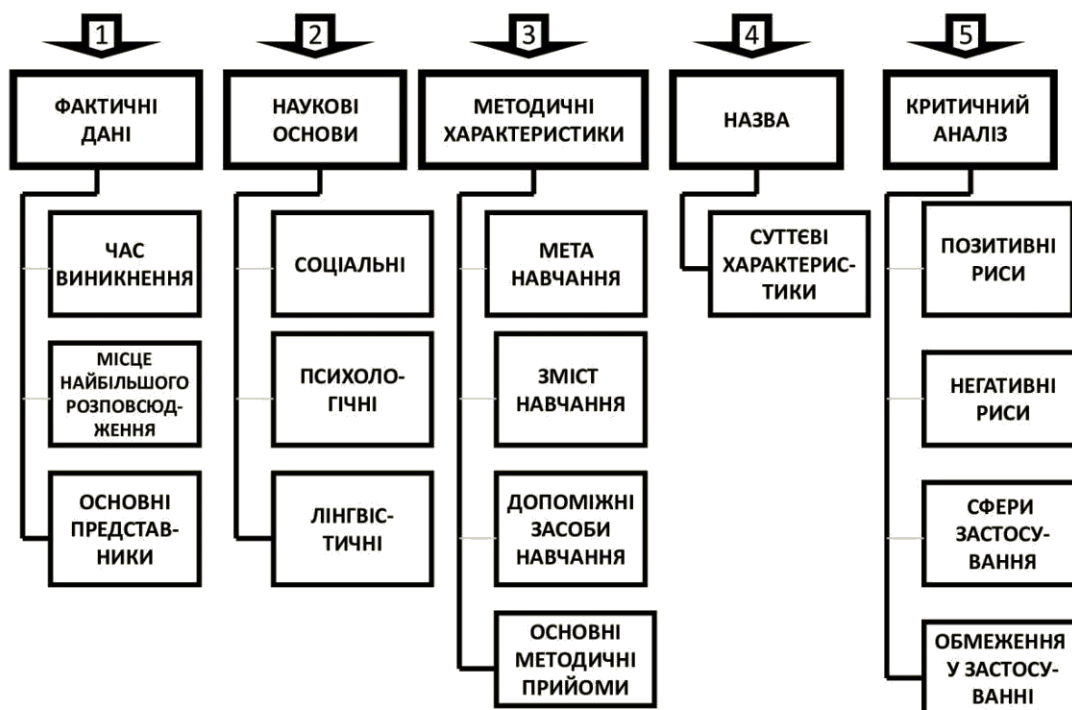 1
ФАКТИЧНІ
ДАНІ
ЧАС
ВИНИКНЕННЯ
МІСЦЕ
НАЙБІЛЬШОГО
РОЗПОВСЮД-
ЖЕННЯ
ОСНОВНІ
ПРЕДСТАВ-
НИКИ
2
НАУКОВІ
ОСНОВИ
СОЦІАЛЬНІ
ПСИХОЛО-
ГІЧНІ
ЛІНГВІС-
ТИЧНІ
3
МЕТОДИЧНІ
ХАРАКТЕРИСТИКИ
МЕТА
НАВЧАННЯ
ЗМІСТ
НАВЧАННЯ
ДОПОМІЖНІ
ЗАСОБИ
НАВЧАННЯ
ОСНОВНІ
МЕТОДИЧНІ
ПРИЙОМИ
4
НАЗВА
СУТТЄВІ
ХАРАКТЕРИС-
ТИКИ
5
КРИТИЧНИЙ
АНАЛІЗ
ПОЗИТИВНІ
РИСИ
НЕГАТИВНІ
РИСИ
СФЕРИ
ЗАСТОСУ-
ВАННЯ
ОБМЕЖЕННЯ
У ЗАСТОСУ-
ВАННІ